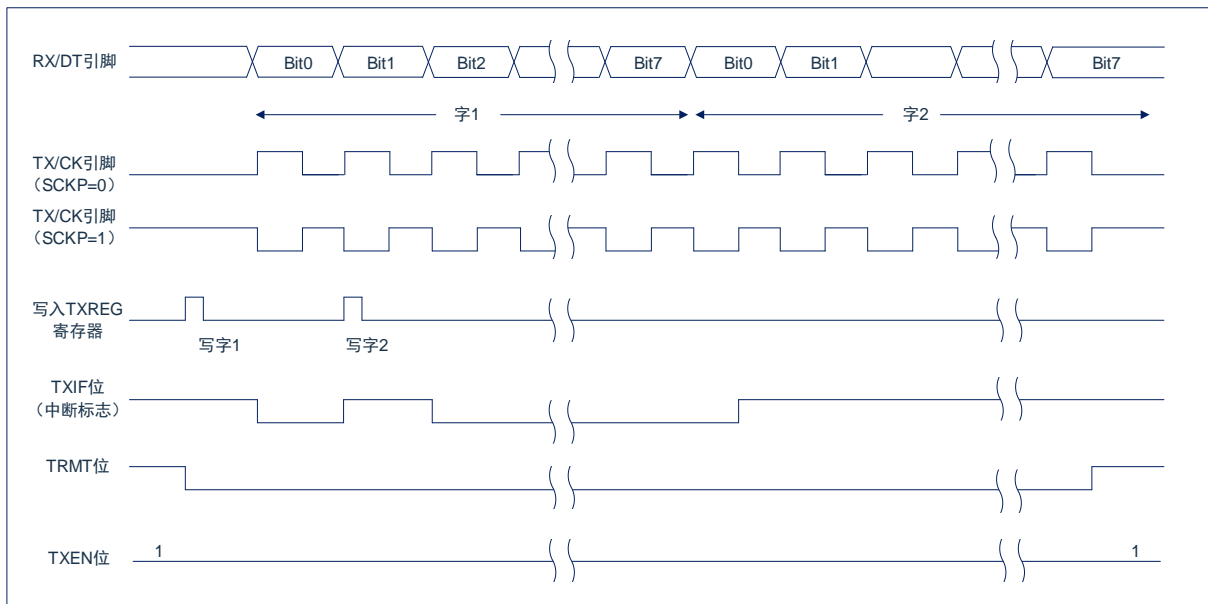 RX/DT引脚
Bit0 Bit1 Bit2 Bit7 Bit0 Bit1 Bit7
字1 字2
TX/CK引脚
（SCKP=0）
TX/CK引脚
（SCKP=1）
写入TXREG
寄存器
写字1 写字2
TXIF位
（中断标志）
TRMT位
TXEN位
1 1